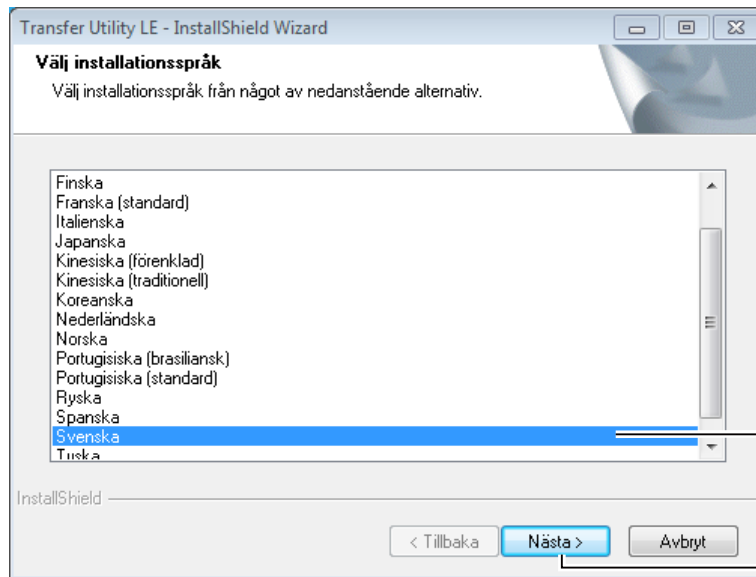 Transfer Utility LE - InstallShield Wizard
Välj installationsspråk
Välj installationsspråk från något av nedanstående alternativ.
Finska
Franska (standard)
Italienska
Japanska
Kinesiska (förenklad)
Kinesiska (traditionell)
Koreanska
Nederländska
Norska
Portugisiska (brasiliansk)
Portugisiska (standard)
Ryska
Spanska
Svenska
Tyska
InstallShield
< Tillbaka
Nästa >
Avbryt